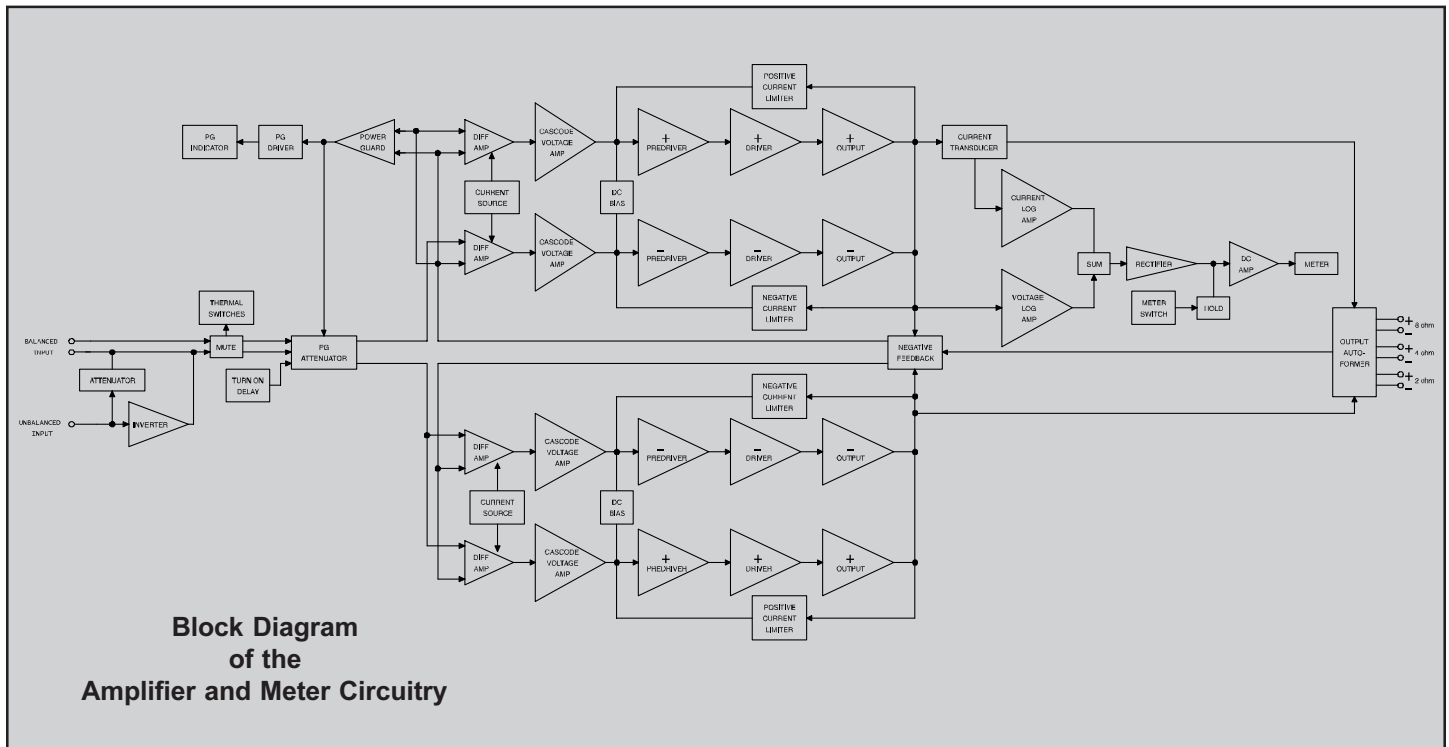 POSITIVE
CURRENT
LIMITER
PG
INDICATOR
PG
DRIVER
POWER
GUARD
DIFF
AMP
CASCODE
VOLTAGE
AMP
+
PREDRIVER
+
DRIVER
+
OUTPUT
CURRENT
TRANSDUCER
CURRENT
SOURCE
DC
BIAS
CURRENT
LOG
AMP
DIFF
AMP
CASCODE
VOLTAGE
AMP
−
PREDRIVER
−
DRIVER
−
OUTPUT
SUM
RECTIFIER
DC
AMP
METER
THERMAL
SWITCHES
NEGATIVE
CURRENT
LIMITER
VOLTAGE
LOG
AMP
METER
SWITCH
HOLD
BALANCED
INPUT
−
MUTE
PG
ATTENUATOR
NEGATIVE
FEEDBACK
OUTPUT
AUTO-
FORMER
+
− 8 ohm
+
− 4 ohm
+
− 2 ohm
ATTENUATOR
TURN ON
DELAY
UNBALANCED
INPUT
INVERTER
NEGATIVE
CURRENT
LIMITER
DIFF
AMP
CASCODE
VOLTAGE
AMP
−
PREDRIVER
−
DRIVER
−
OUTPUT
CURRENT
SOURCE
DC
BIAS
DIFF
AMP
CASCODE
VOLTAGE
AMP
+
PREDRIVER
+
DRIVER
+
OUTPUT
POSITIVE
CURRENT
LIMITER
Block Diagram
of the
Amplifier and Meter Circuitry